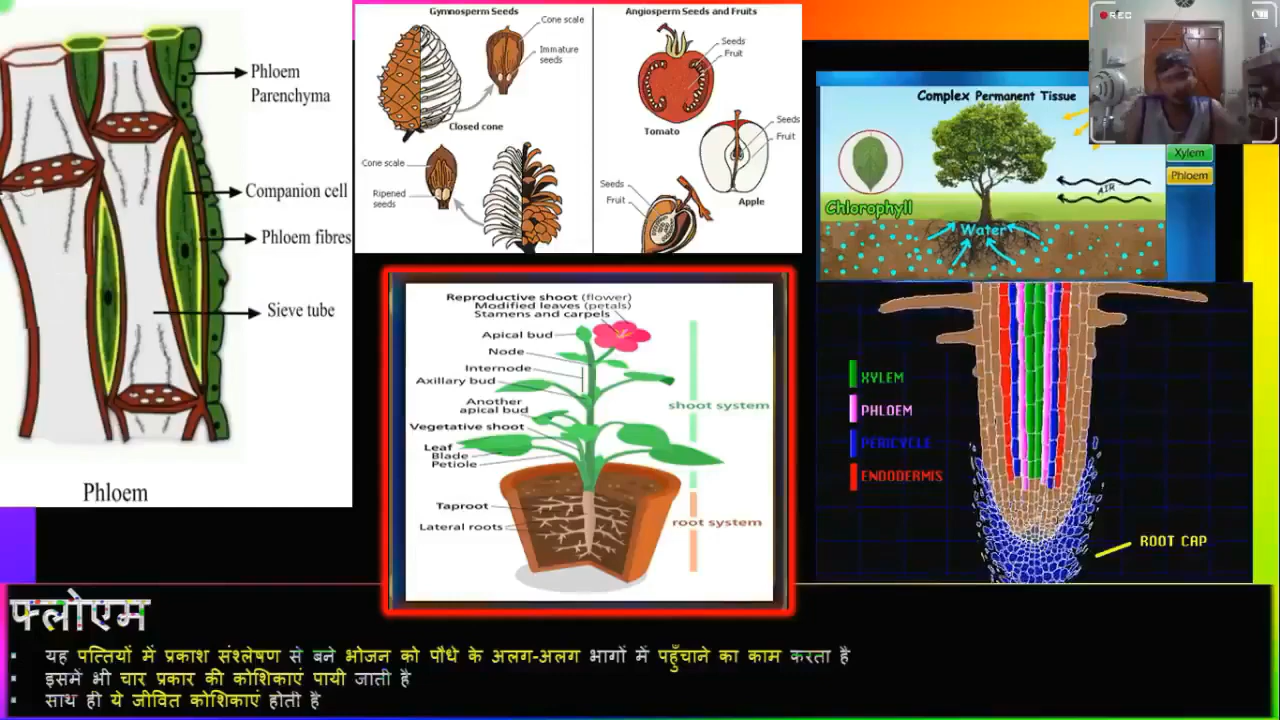 Phloem
Parenchyma
Companion cell
Phloem fibres
Sieve tube
Phloem
Gymnosperm Seeds
Cone scale
Immature
seeds
Closed cone
Cone scale
Ripened
seeds
Angiosperm Seeds and Fruits
Seeds
Fruit
Tomato
Seeds
Fruit
Apple
Seeds
Fruit
Complex Permanent Tissue
Chlorophyll
Water
AIR
Xylem
Phloem
REC
Reproductive shoot (flower)
Modified leaves (petals)
Stamens and carpels
Apical bud
Node
Internode
Axillary bud
Another
apical bud
Vegetative shoot
Leaf
Blade
Petiole
Taproot
Lateral roots
shoot system
root system
XYLEM
PHLOEM
PERICYCLE
ENDODERMIS
ROOT CAP
फ्लोएम
▪ यह पत्तियों में प्रकाश संश्लेषण से बने भोजन को पौधे के अलग-अलग भागों में पहुँचाने का काम करता है
▪ इसमें भी चार प्रकार की कोशिकाएं पायी जाती है
▪ साथ ही ये जीवित कोशिकाएं होती है